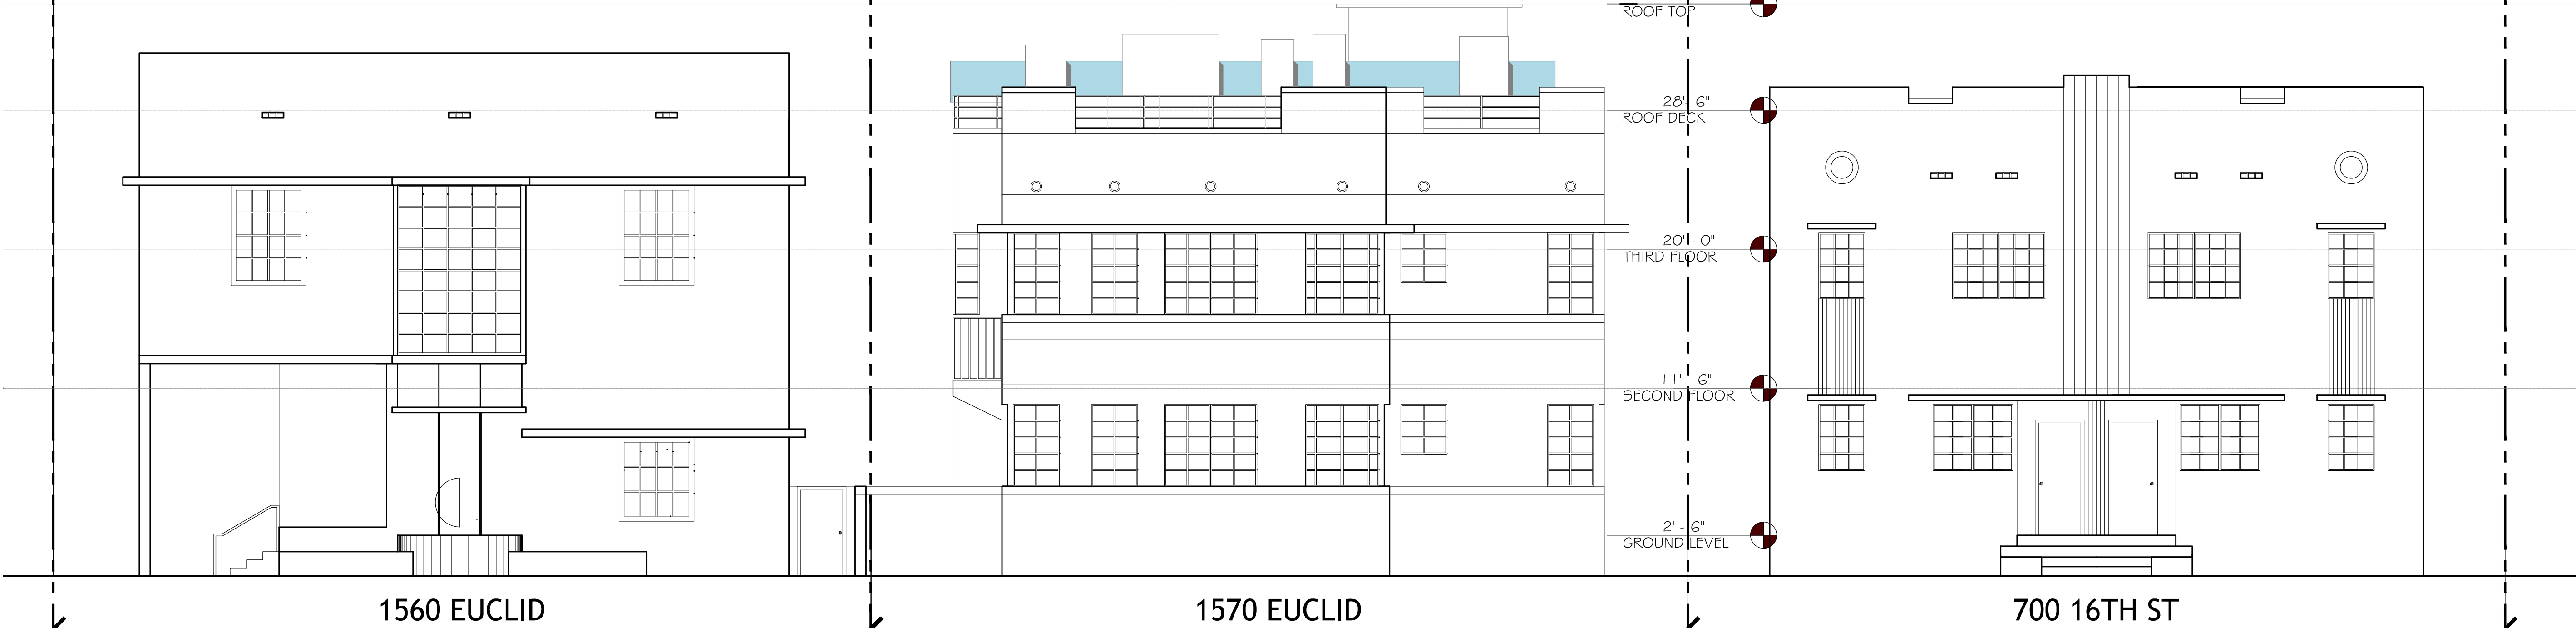 ROOF TOP
28'- 6"
ROOF DECK
20' - 0"
THIRD FLOOR
11' - 6"
SECOND FLOOR
2' - 6"
GROUND LEVEL
1560 EUCLID
1570 EUCLID
700 16TH ST